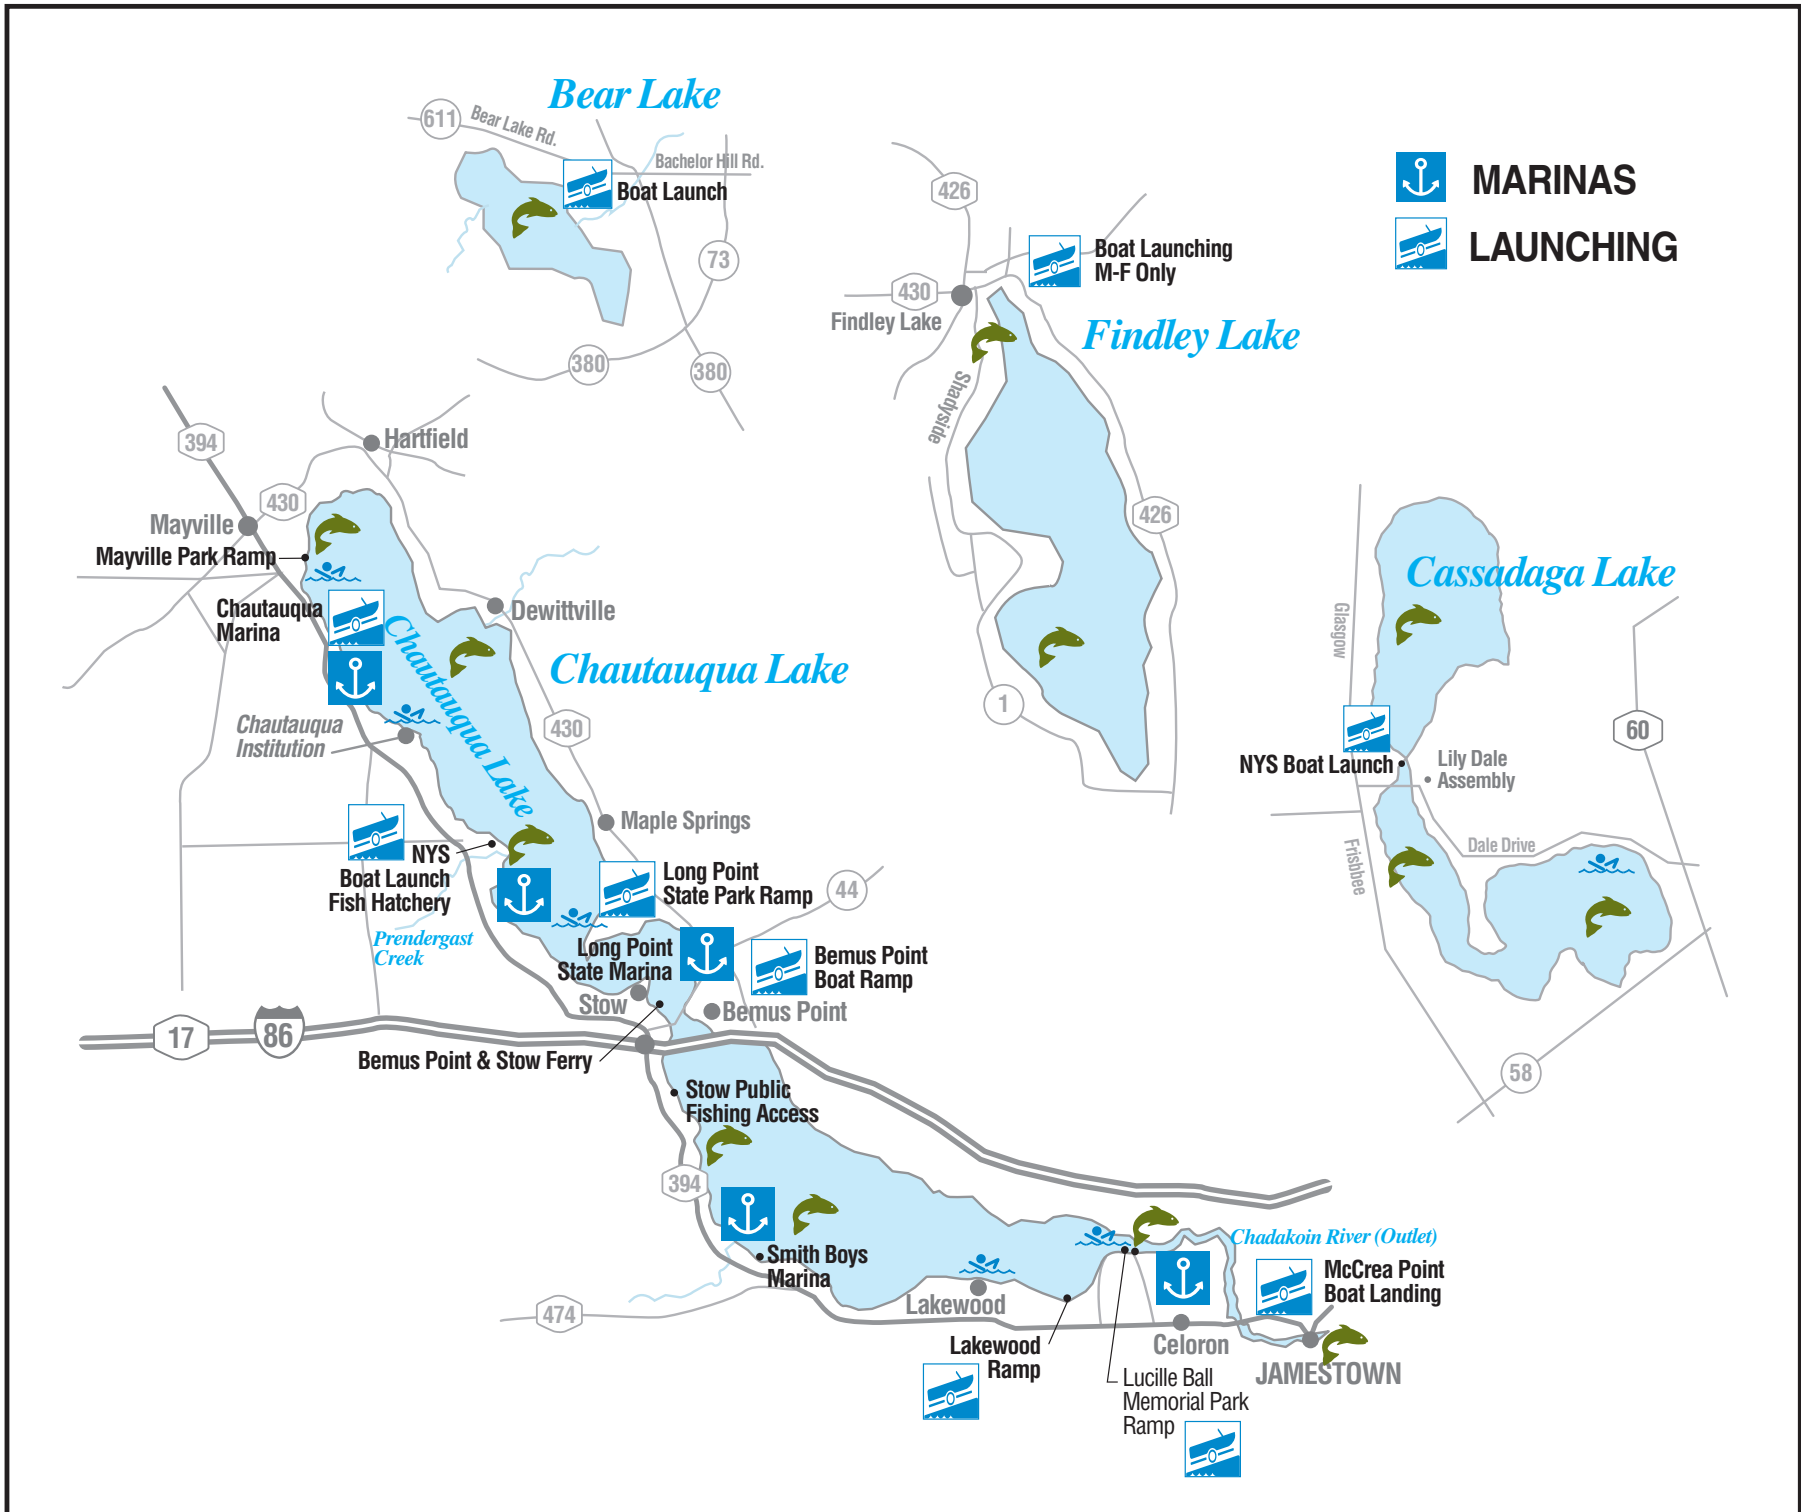 Bear Lake
611
Bear Lake Rd.
Bachelor Hill Rd.
Boat Launch
73
380
380
MARINAS
LAUNCHING
426
Boat Launching
M-F Only
430
Findley Lake
Findley Lake
Shadyside
426
1
394
Hartfield
430
Mayville
Mayville Park Ramp
Chautauqua
Marina
Dewittville
Chautauqua Lake
Chautauqua Lake
Chautauqua
Institution
430
Maple Springs
NYS
Boat Launch
Fish Hatchery
Long Point
State Park Ramp
44
Prendergast
Creek
Long Point
State Marina
Bemus Point
Boat Ramp
Stow
Bemus Point
17
86
Bemus Point & Stow Ferry
Stow Public
Fishing Access
394
Smith Boys
Marina
474
Lakewood
Lakewood
Ramp
Chadakoin River (Outlet)
McCrea Point
Boat Landing
Celoron
JAMESTOWN
Lucille Ball
Memorial Park
Ramp
Cassadaga Lake
Glasgow
60
NYS Boat Launch
Lily Dale
Assembly
Dale Drive
Frisbbee
58